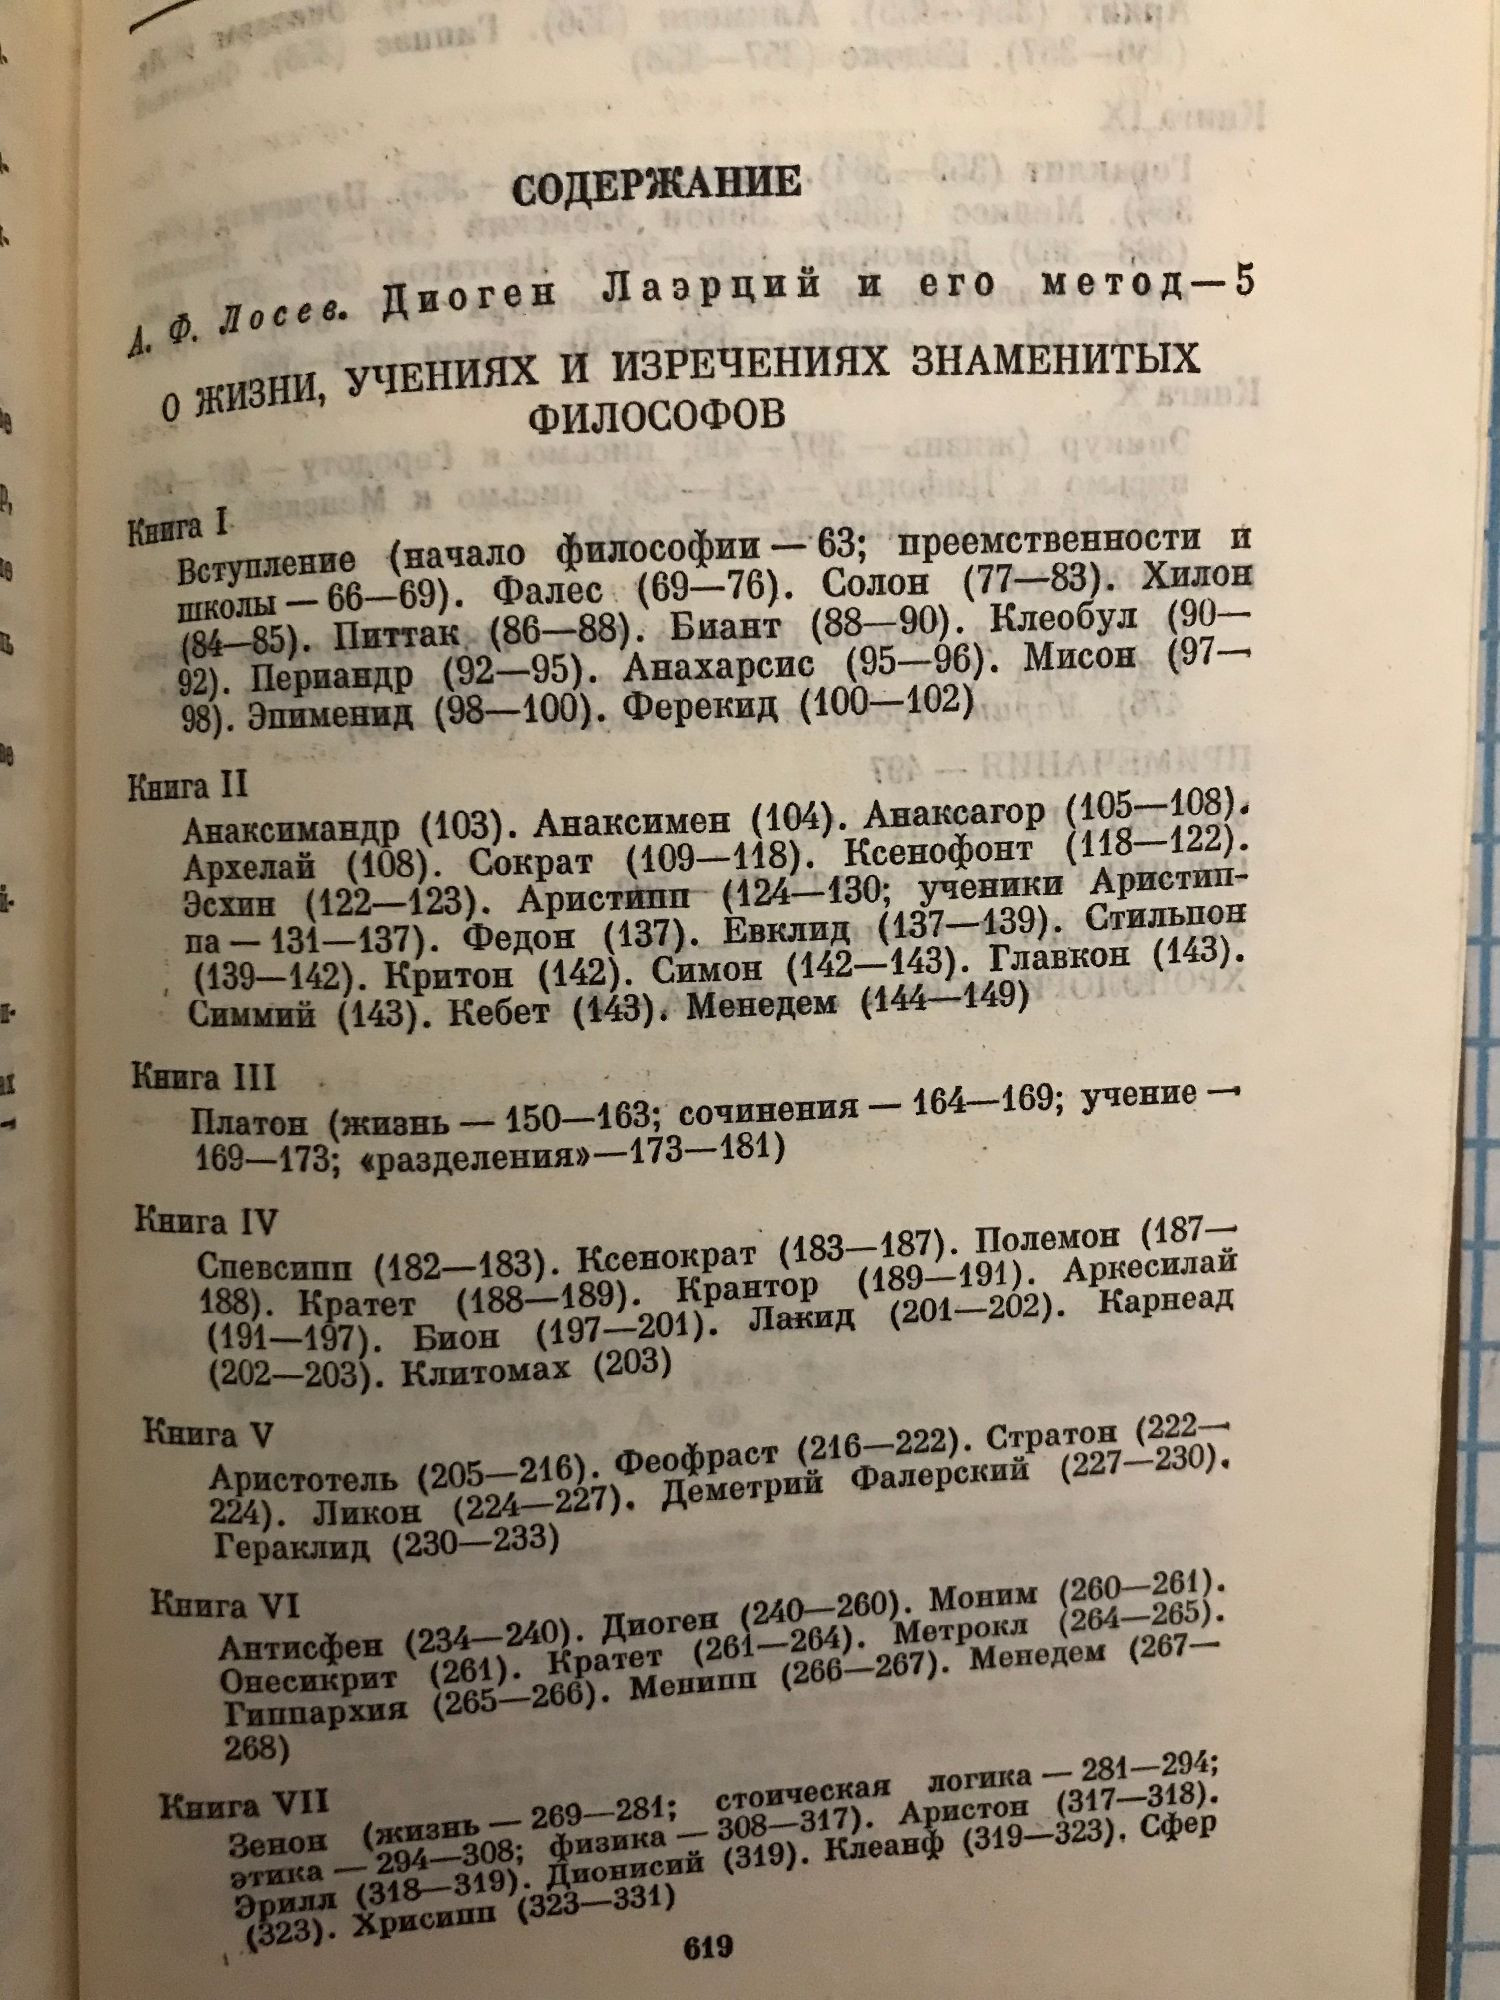 СОДЕРЖАНИЕ
А. Ф. Лосев. Диоген Лаэрций и его метод — 5
О ЖИЗНИ, УЧЕНИЯХ И ИЗРЕЧЕНИЯХ ЗНАМЕНИТЫХ
ФИЛОСОФОВ
Книга I
Вступление (начало философии — 63; преемственности и
школы — 66—69). Фалес (69—76). Солон (77—83). Хилон
(84—85). Питтак (86—88). Биант (88—90). Клеобул (90—
92). Периандр (92—95). Анахарсис (95—96). Мисон (97—
98). Эпименид (98—100). Ферекид (100—102)
Книга II
Анаксимандр (103). Анаксимен (104). Анаксагор (105—108).
Архелай (108). Сократ (109—118). Ксенофонт (118—122).
Эсхин (122—123). Аристипп (124—130; ученики Аристип-
па — 131—137). Федон (137). Евклид (137—139). Стильпон
(139—142). Критон (142). Симон (142—143). Главкон (143).
Симмий (143). Кебет (143). Менедем (144—149)
Книга III
Платон (жизнь — 150—163; сочинения — 164—169; учение —
169—173; «разделения»—173—181)
Книга IV
Спевсипп (182—183). Ксенократ (183—187). Полемон (187—
188). Кратет (188—189). Крантор (189—191). Аркесилай
(191—197). Бион (197—201). Лакид (201—202). Карнеад
(202—203). Клитомах (203)
Книга V
Аристотель (205—216). Феофраст (216—222). Стратон (222—
224). Ликон (224—227). Деметрий Фалерский (227—230).
Гераклид (230—233)
Книга VI
Антисфен (234—240). Диоген (240—260). Моним (260—261).
Онесикрит (261). Кратет (261—264). Метрокл (264—265).
Гиппархия (265—266). Менипп (266—267). Менедем (267—
268)
Книга VII
Зенон (жизнь — 269—281; стоическая логика — 281—294;
этика — 294—308; физика — 308—317). Аристон (317—318).
Эрилл (318—319). Дионисий (319). Клеанф (319—323). Сфер
(323). Хрисипп (323—331)
619